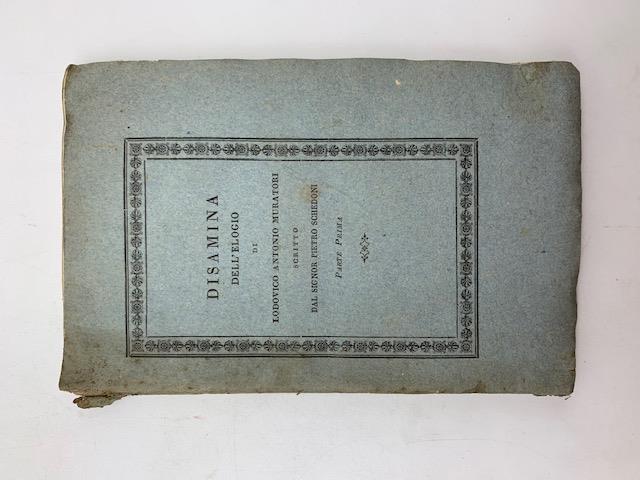 DISAMINA
DELL'ELOGIO
DI
LODOVICO ANTONIO MURATORI
SCRITTO
DAL SIGNOR PIETRO SCHEDONI
PARTE PRIMA